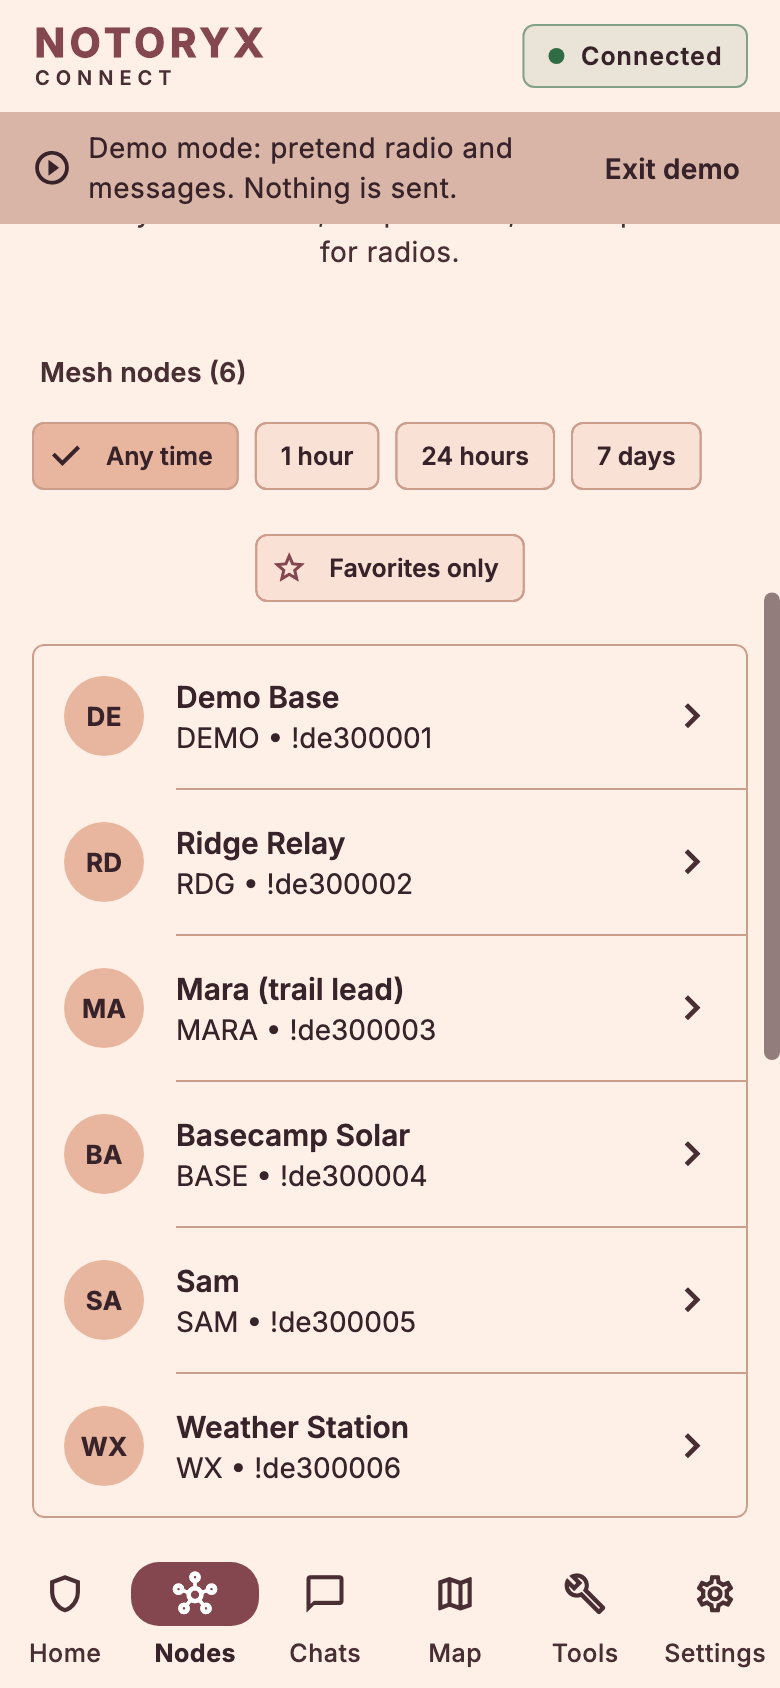 NOTORYX
CONNECT
Connected
Demo mode: pretend radio and
messages. Nothing is sent.
Exit demo
for radios.
Mesh nodes (6)
Any time
1 hour
24 hours
7 days
Favorites only
DE
Demo Base
DEMO • !de300001
RD
Ridge Relay
RDG • !de300002
MA
Mara (trail lead)
MARA • !de300003
BA
Basecamp Solar
BASE • !de300004
SA
Sam
SAM • !de300005
WX
Weather Station
WX • !de300006
Home
Nodes
Chats
Map
Tools
Settings